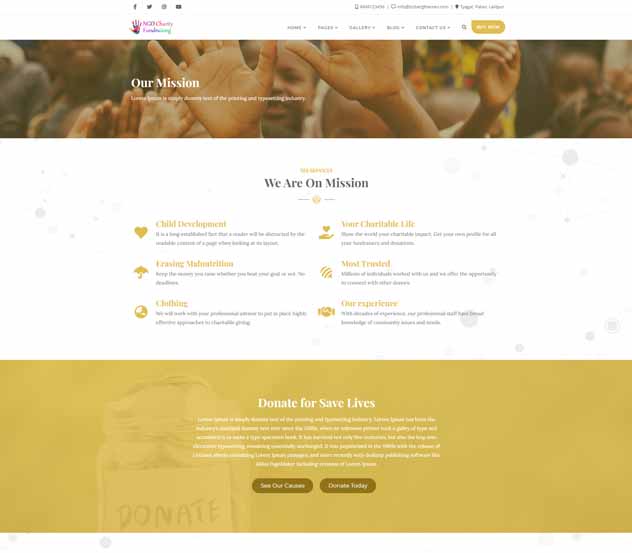 8444123456 | info@iceburgthemes.com | Tyagal, Patan, Lalitpur
NGO Charity
Fundraising
HOME PAGES GALLERY BLOG CONTACT US BUY NOW
Our Mission
Lorem Ipsum is simply dummy text of the printing and typesetting industry.
We Are On Mission
Child Development
It is a long established fact that a reader will be distracted by the
readable content of a page when looking at its layout.
Your Charitable Life
Show the world your charitable impact. Get your own profile for all
your fundraisers and donations.
Erasing Malnutrition
Keep the money you raise whether you beat your goal or not. No
deadlines.
Most Trusted
Millions of individuals worked with us and we offer the opportunity
to connect with other donors.
Clothing
We will work with your professional advisor to put in place highly
effective approaches to charitable giving.
Our experience
With decades of experience, our professional staff have broad
knowledge of community issues and needs.
Donate for Save Lives
Lorem Ipsum is simply dummy text of the printing and typesetting industry. Lorem Ipsum has been the
industry's standard dummy text ever since the 1500s, when an unknown printer took a galley of type and
scrambled it to make a type specimen book. It has survived not only five centuries, but also the leap into
electronic typesetting, remaining essentially unchanged. It was popularised in the 1960s with the release of
Letraset sheets containing Lorem Ipsum passages, and more recently with desktop publishing software like
Aldus PageMaker including versions of Lorem Ipsum.
See Our Causes Donate Today
DONATE